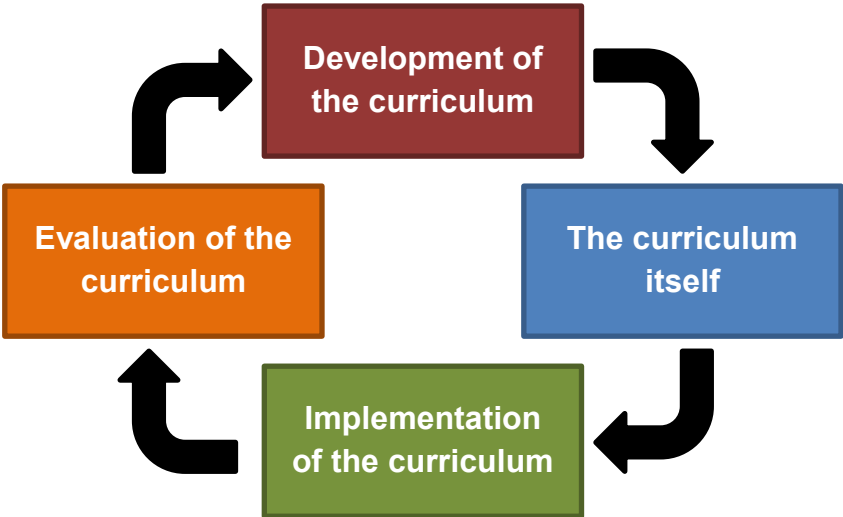 Development of
the curriculum
The curriculum
itself
Implementation
of the curriculum
Evaluation of the
curriculum